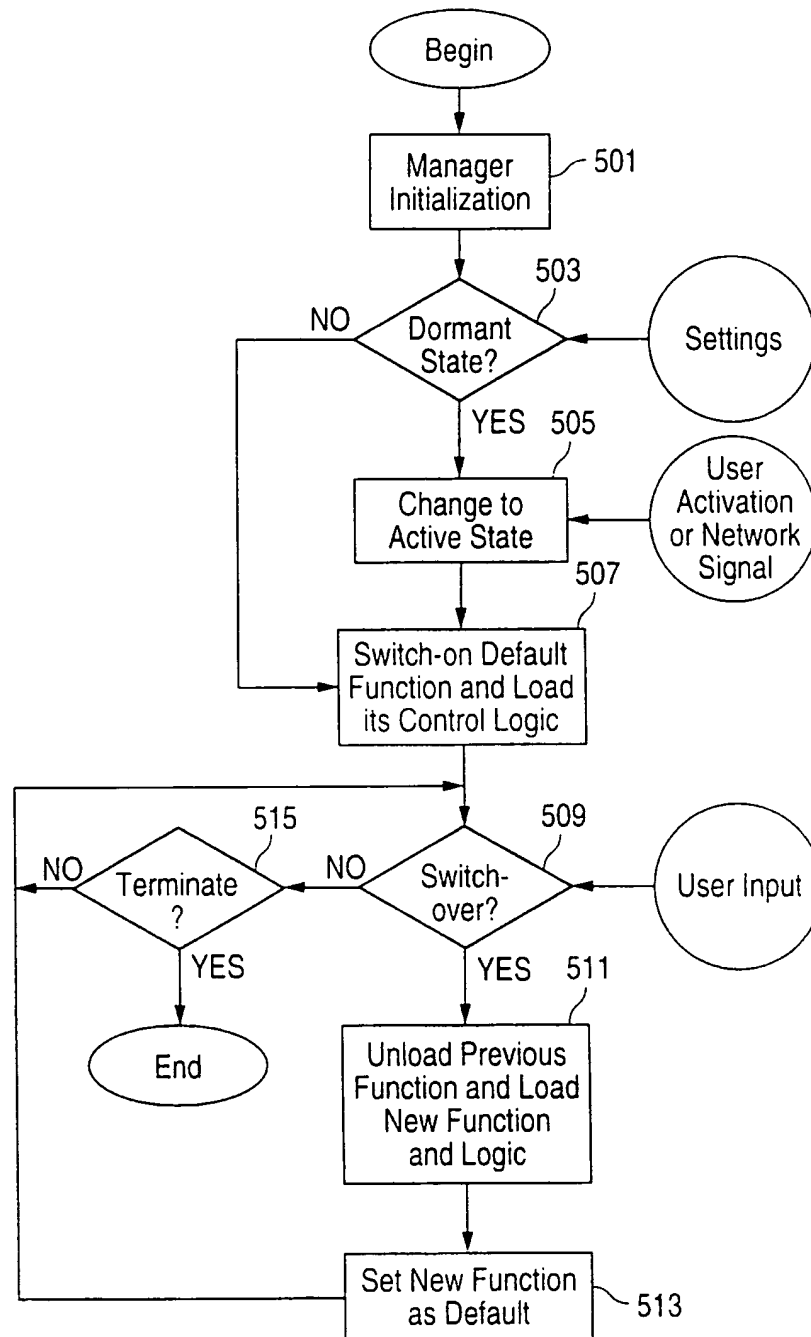 Begin
Manager
Initialization
501
503
NO
Dormant
State?
Settings
YES
505
User
Activation
or Network
Signal
Change to
Active State
507
Switch-on Default
Function and Load
its Control Logic
515
509
NO
Terminate
?
NO
Switch-
over?
User Input
YES
YES
511
End
Unload Previous
Function and Load
New Function
and Logic
Set New Function
as Default
513